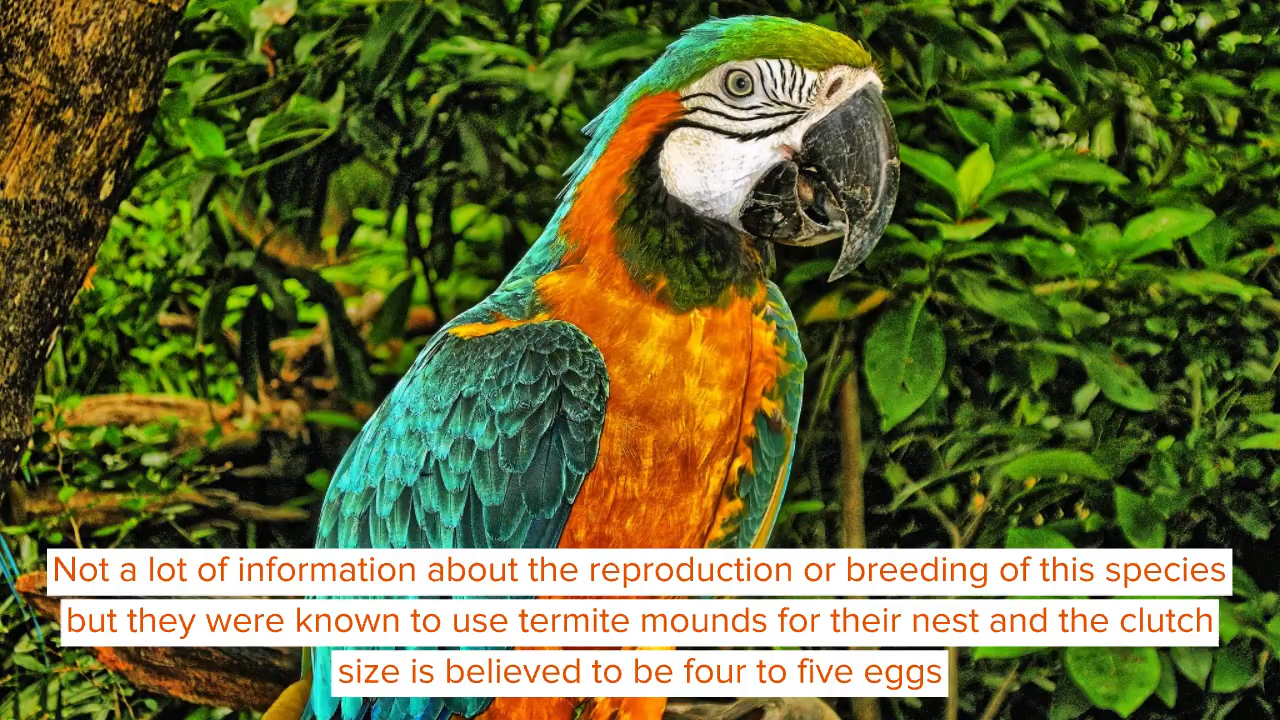 Not a lot of information about the reproduction or breeding of this species
but they were known to use termite mounds for their nest and the clutch
size is believed to be four to five eggs